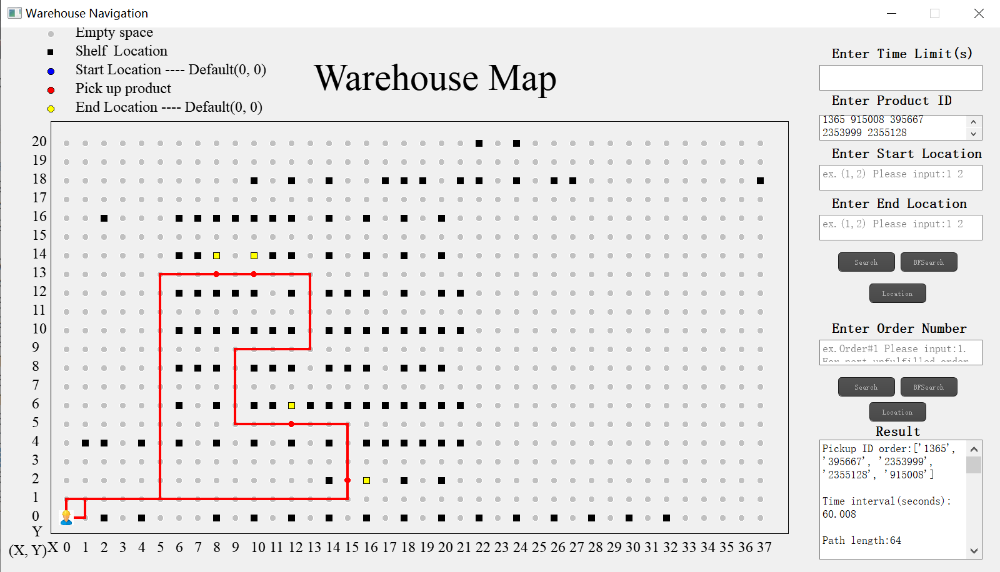 Warehouse Navigation
Empty space
Shelf Location
Start Location ---- Default(0, 0)
Pick up product
End Location ---- Default(0, 0)
Warehouse Map
20
19
18
17
16
15
14
13
12
11
10
9
8
7
6
5
4
3
2
1
0
Y
(X, Y)
X 0 1 2 3 4 5 6 7 8 9 10 11 12 13 14 15 16 17 18 19 20 21 22 23 24 25 26 27 28 29 30 31 32 33 34 35 36 37
Enter Time Limit(s)
Enter Product ID
1365 915008 395667
2353999 2355128
Enter Start Location
ex.(1,2) Please input:1 2
Enter End Location
ex.(1,2) Please input:1 2
Search BFSearch
Location
Enter Order Number
ex.Order#1 Please input:1.
For next unfulfilled order
Search BFSearch
Location
Result
Pickup ID order:['1365',
'395667', '2353999',
'2355128', '915008']
Time interval(seconds):
60.008
Path length:64